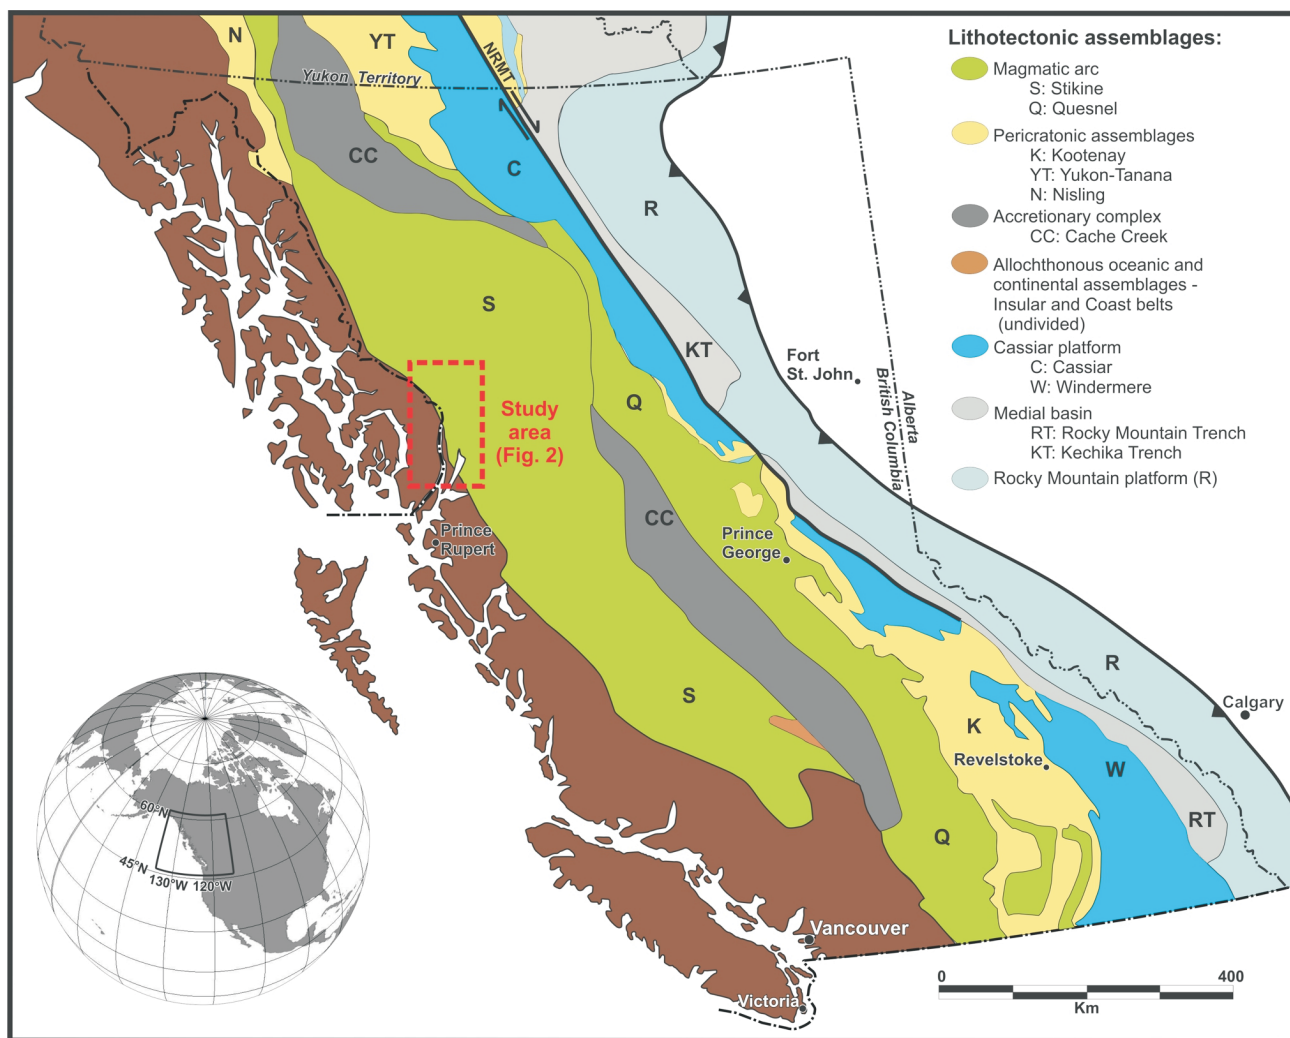 Lithotectonic assemblages:
Magmatic arc
S: Stikine
Q: Quesnel
Pericratonic assemblages
K: Kootenay
YT: Yukon-Tanana
N: Nisling
Accretionary complex
CC: Cache Creek
Allochthonous oceanic and
continental assemblages -
Insular and Coast belts
(undivided)
Cassiar platform
C: Cassiar
W: Windermere
Medial basin
RT: Rocky Mountain Trench
KT: Kechika Trench
Rocky Mountain platform (R)
N
YT
NRMT
Yukon Territory
CC
C
R
S
KT
Fort
St. John
Alberta
British Columbia
Q
Study
area
(Fig. 2)
CC
Prince
Rupert
Prince
George
S
R
Calgary
K
Revelstoke
W
RT
Q
60°N
45°N
130°W
120°W
Vancouver
Victoria
0
400
Km